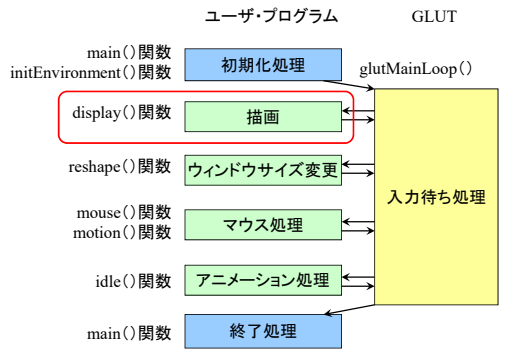 ユーザ・プログラム GLUT
main()関数
initEnvironment()関数
初期化処理
glutMainLoop()
display()関数
描画
reshape()関数
ウィンドウサイズ変更
入力待ち処理
mouse()関数
motion()関数
マウス処理
idle()関数
アニメーション処理
main()関数
終了処理